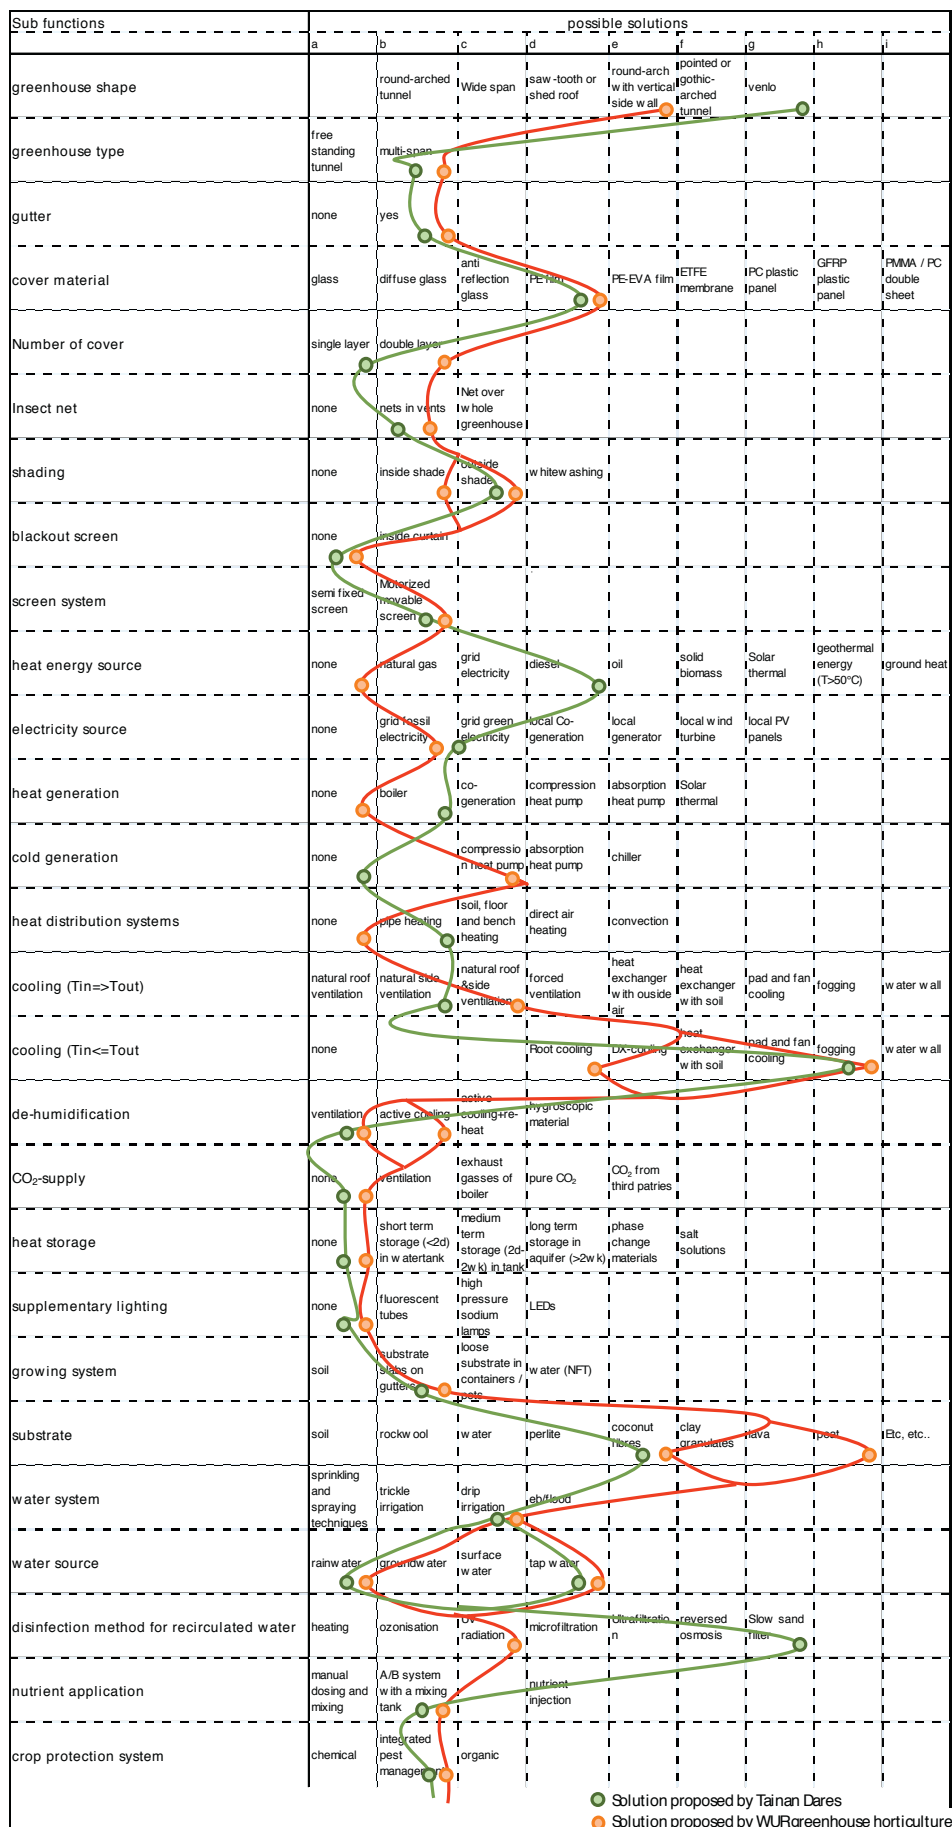 Sub functions possible solutions
a b c d e f g h i
greenhouse shape
round-arched
tunnel
Wide span
saw-tooth or
shed roof
round-arch
with vertical
side wall
pointed or
gothic-
arched
tunnel
venlo
greenhouse type
free
standing
tunnel
multi-span
gutter
none
yes
cover material
glass
diffuse glass
anti
reflection
glass
PE film
PE-EVA film
ETFE
membrane
PC plastic
panel
GFRP
plastic
panel
PMMA / PC
double
sheet
Number of cover
single layer
double layer
Insect net
none
nets in vents
Net over
whole
greenhouse
shading
none
inside shade
outside
shade
whitewashing
blackout screen
none
inside curtain
screen system
semi fixed
screen
Motorized
movable
screen
heat energy source
none
natural gas
grid
electricity
diesel
oil
solid
biomass
Solar
thermal
geothermal
energy
(T>50°C)
ground heat
electricity source
none
grid fossil
electricity
grid green
electricity
local Co-
generation
local
generator
local wind
turbine
local PV
panels
heat generation
none
boiler
co-
generation
compression
heat pump
absorption
heat pump
Solar
thermal
cold generation
none
compressio
n heat pump
absorption
heat pump
chiller
heat distribution systems
none
pipe heating
soil, floor
and bench
heating
direct air
heating
convection
cooling (Tin=>Tout)
natural roof
ventilation
natural side
ventilation
natural roof
&side
ventilation
forced
ventilation
heat
exchanger
with ouside
air
heat
exchanger
with soil
pad and fan
cooling
fogging
water wall
cooling (Tin<=Tout
none
Root cooling
DX-cooling
heat
exchanger
with soil
pad and fan
cooling
fogging
water wall
de-humidification
ventilation
active cooling
active
cooling+re-
heat
hygroscopic
material
CO₂-supply
none
ventilation
exhaust
gasses of
boiler
pure CO₂
CO₂ from
third patries
heat storage
none
short term
storage (<2d)
in watertank
medium
term
storage (2d-
2wk) in tank
long term
storage in
aquifer (>2wk)
phase
change
materials
salt
solutions
supplementary lighting
none
fluorescent
tubes
high
pressure
sodium
lamps
LEDs
growing system
soil
substrate
slabs on
gutters
loose
substrate in
containers /
pots
water (NFT)
substrate
soil
rockwool
water
perlite
coconut
fibres
clay
granulates
lava
peat
Etc, etc..
water system
sprinkling
and
spraying
techniques
trickle
irrigation
drip
irrigation
eb/flood
water source
rainwater
groundwater
surface
water
tap water
disinfection method for recirculated water
heating
ozonisation
UV
radiation
microfiltration
Ultrafiltratio
n
reversed
osmosis
Slow sand
filter
nutrient application
manual
dosing and
mixing
A/B system
with a mixing
tank
nutrient
injection
crop protection system
chemical
integrated
pest
management
organic
Solution proposed by Tainan Dares
Solution proposed by WURgreenhouse horticulture